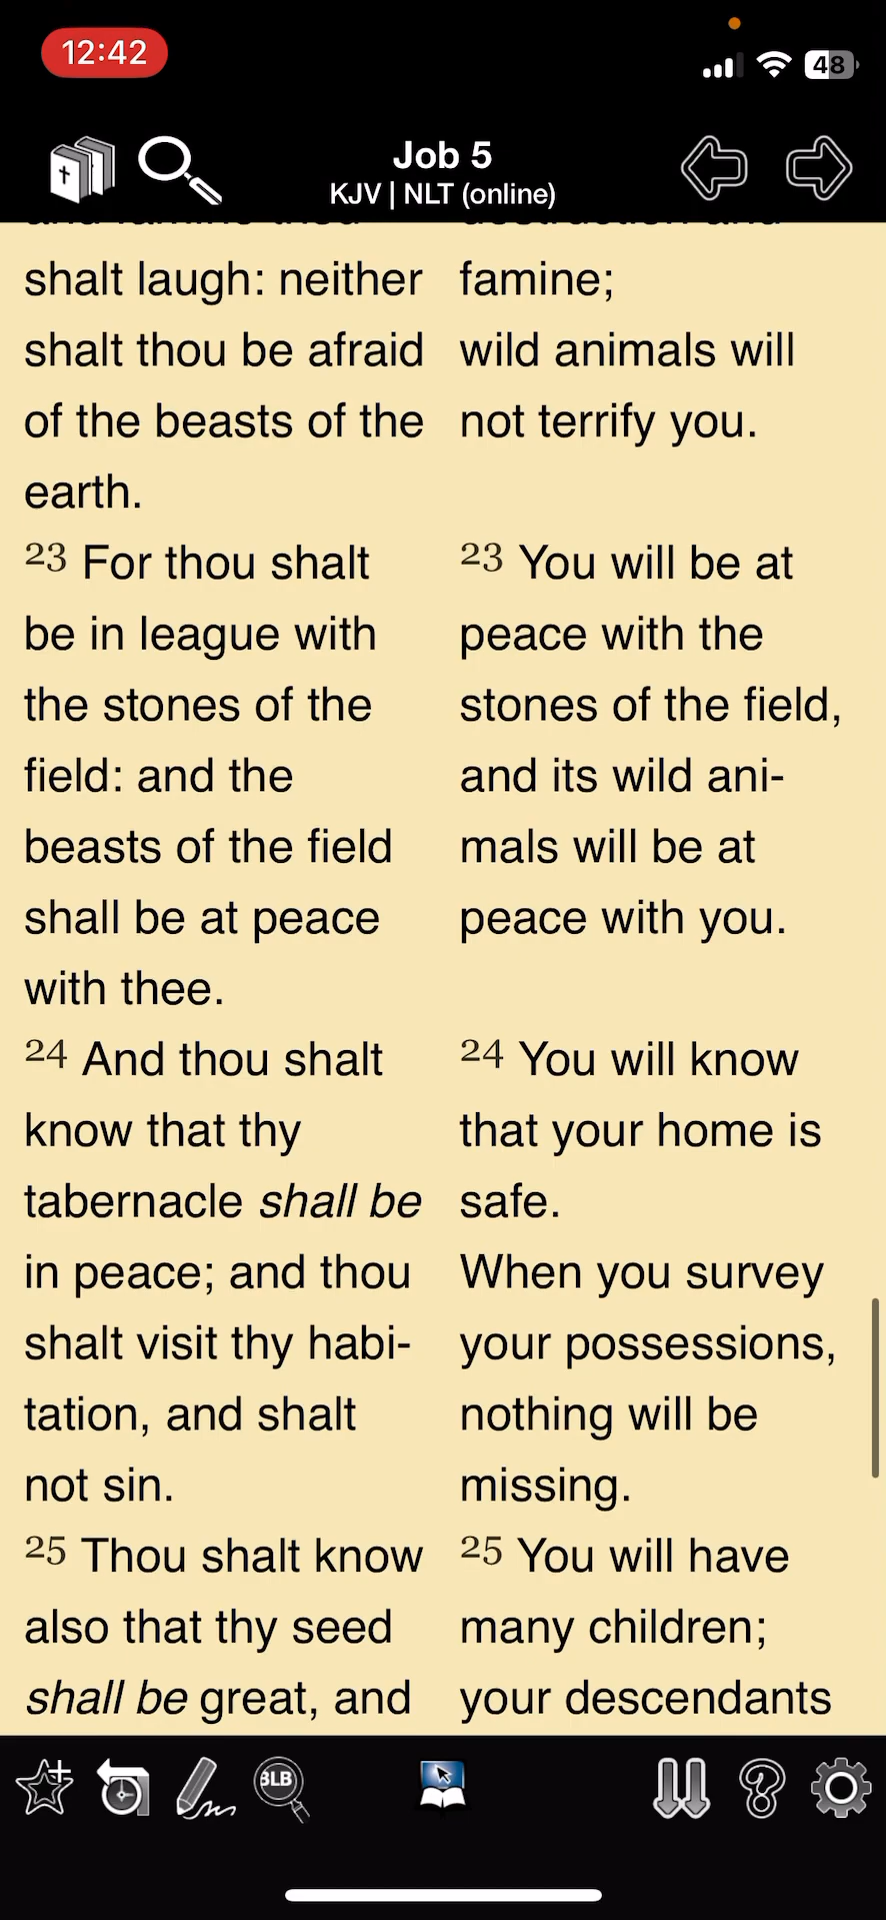 12:42
48
Job 5
KJV | NLT (online)
shalt laugh: neither
shalt thou be afraid
of the beasts of the
earth.
23 For thou shalt
be in league with
the stones of the
field: and the
beasts of the field
shall be at peace
with thee.
24 And thou shalt
know that thy
tabernacle shall be
in peace; and thou
shalt visit thy habi-
tation, and shalt
not sin.
25 Thou shalt know
also that thy seed
shall be great, and
famine;
wild animals will
not terrify you.
23 You will be at
peace with the
stones of the field,
and its wild ani-
mals will be at
peace with you.
24 You will know
that your home is
safe.
When you survey
your possessions,
nothing will be
missing.
25 You will have
many children;
your descendants
BLB